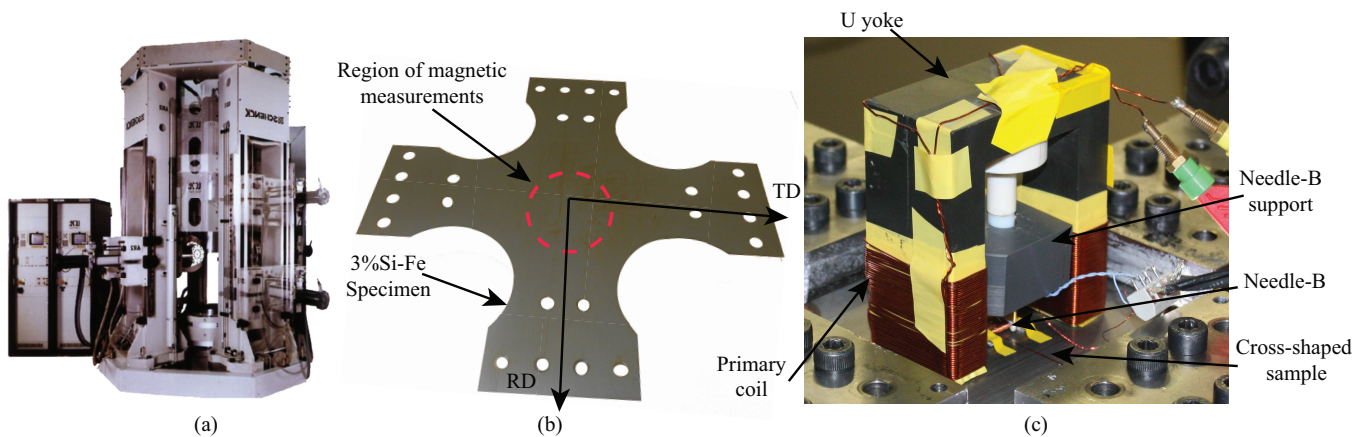 SCHENCK
Region of magnetic
measurements
TD
3%Si-Fe
Specimen
RD
U yoke
Needle-B
support
Needle-B
Primary
coil
Cross-shaped
sample
(a)
(b)
(c)